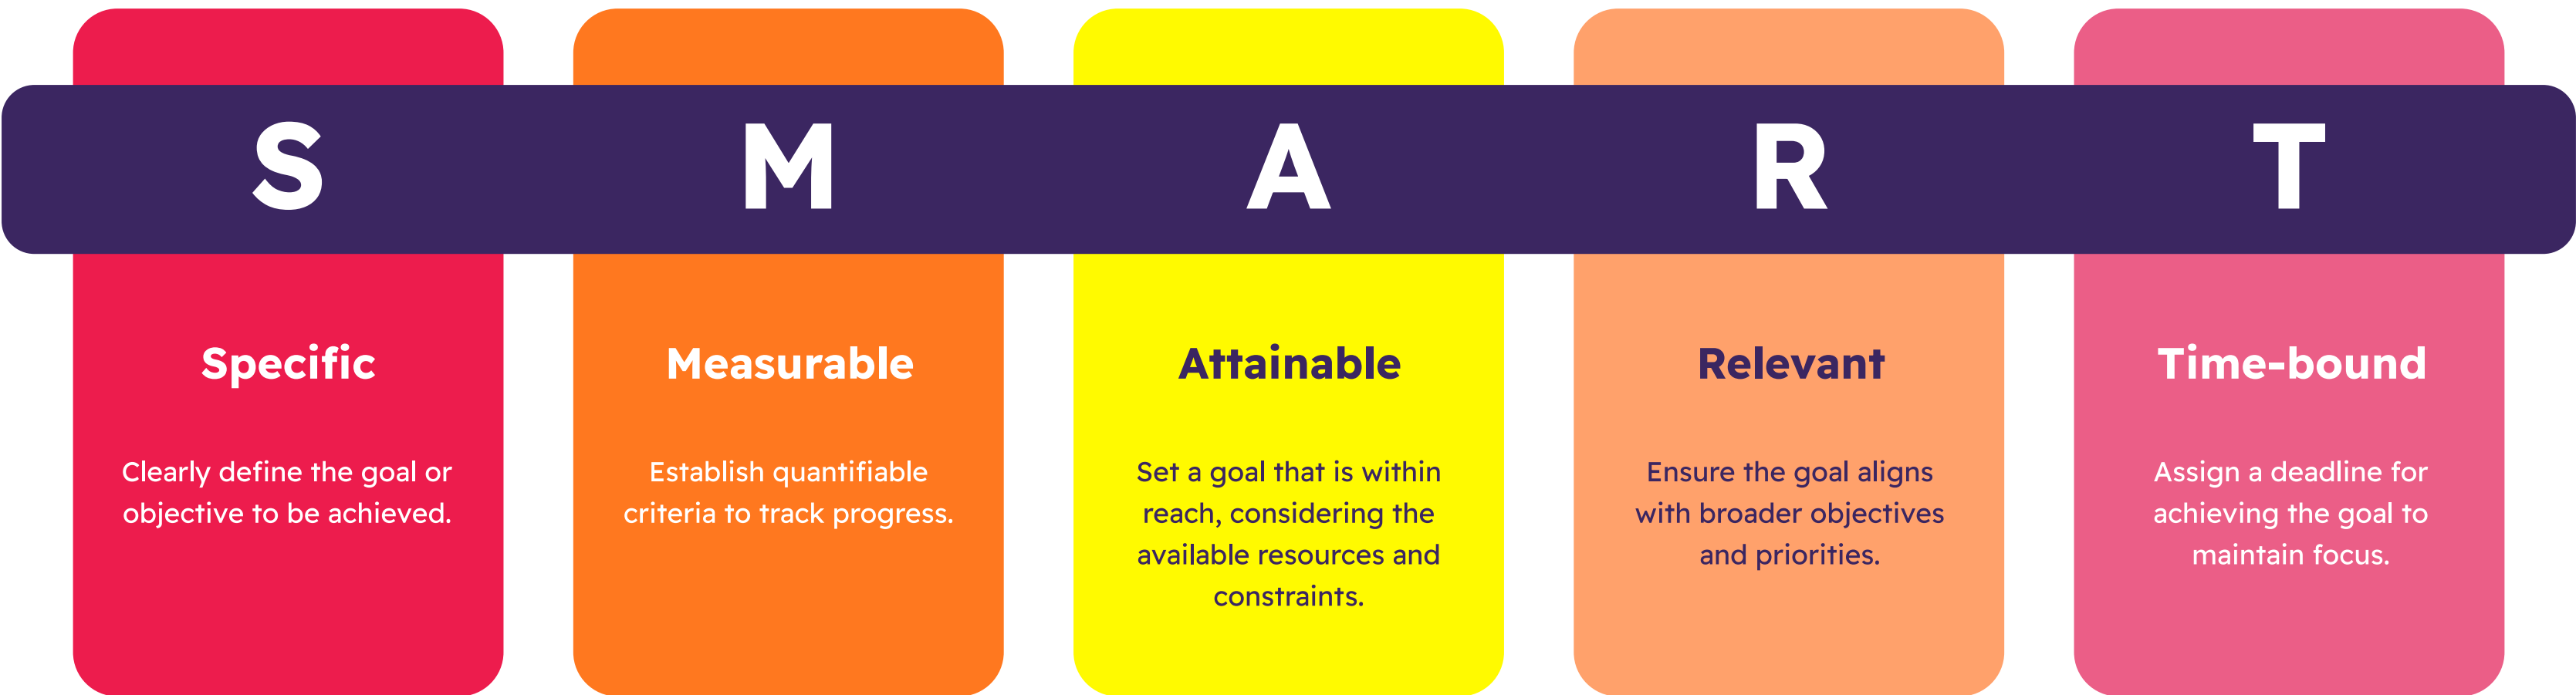 S M A R T
Specific
Clearly define the goal or
objective to be achieved.
Measurable
Establish quantifiable
criteria to track progress.
Attainable
Set a goal that is within
reach, considering the
available resources and
constraints.
Relevant
Ensure the goal aligns
with broader objectives
and priorities.
Time-bound
Assign a deadline for
achieving the goal to
maintain focus.